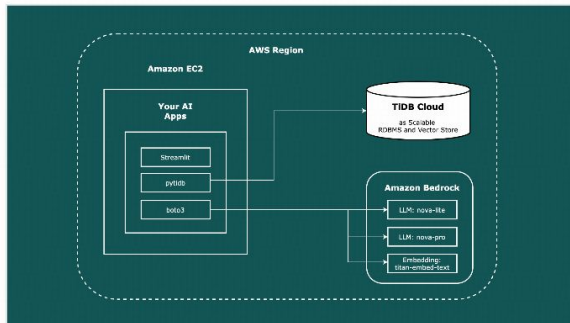 AWS Region
Amazon EC2
Your AI
Apps
Streamlit
pytidb
boto3
TiDB Cloud
as Scalable
RDBMS and Vector Store
Amazon Bedrock
LLM: nova-lite
LLM: nova-pro
Embedding:
titan-embed-text